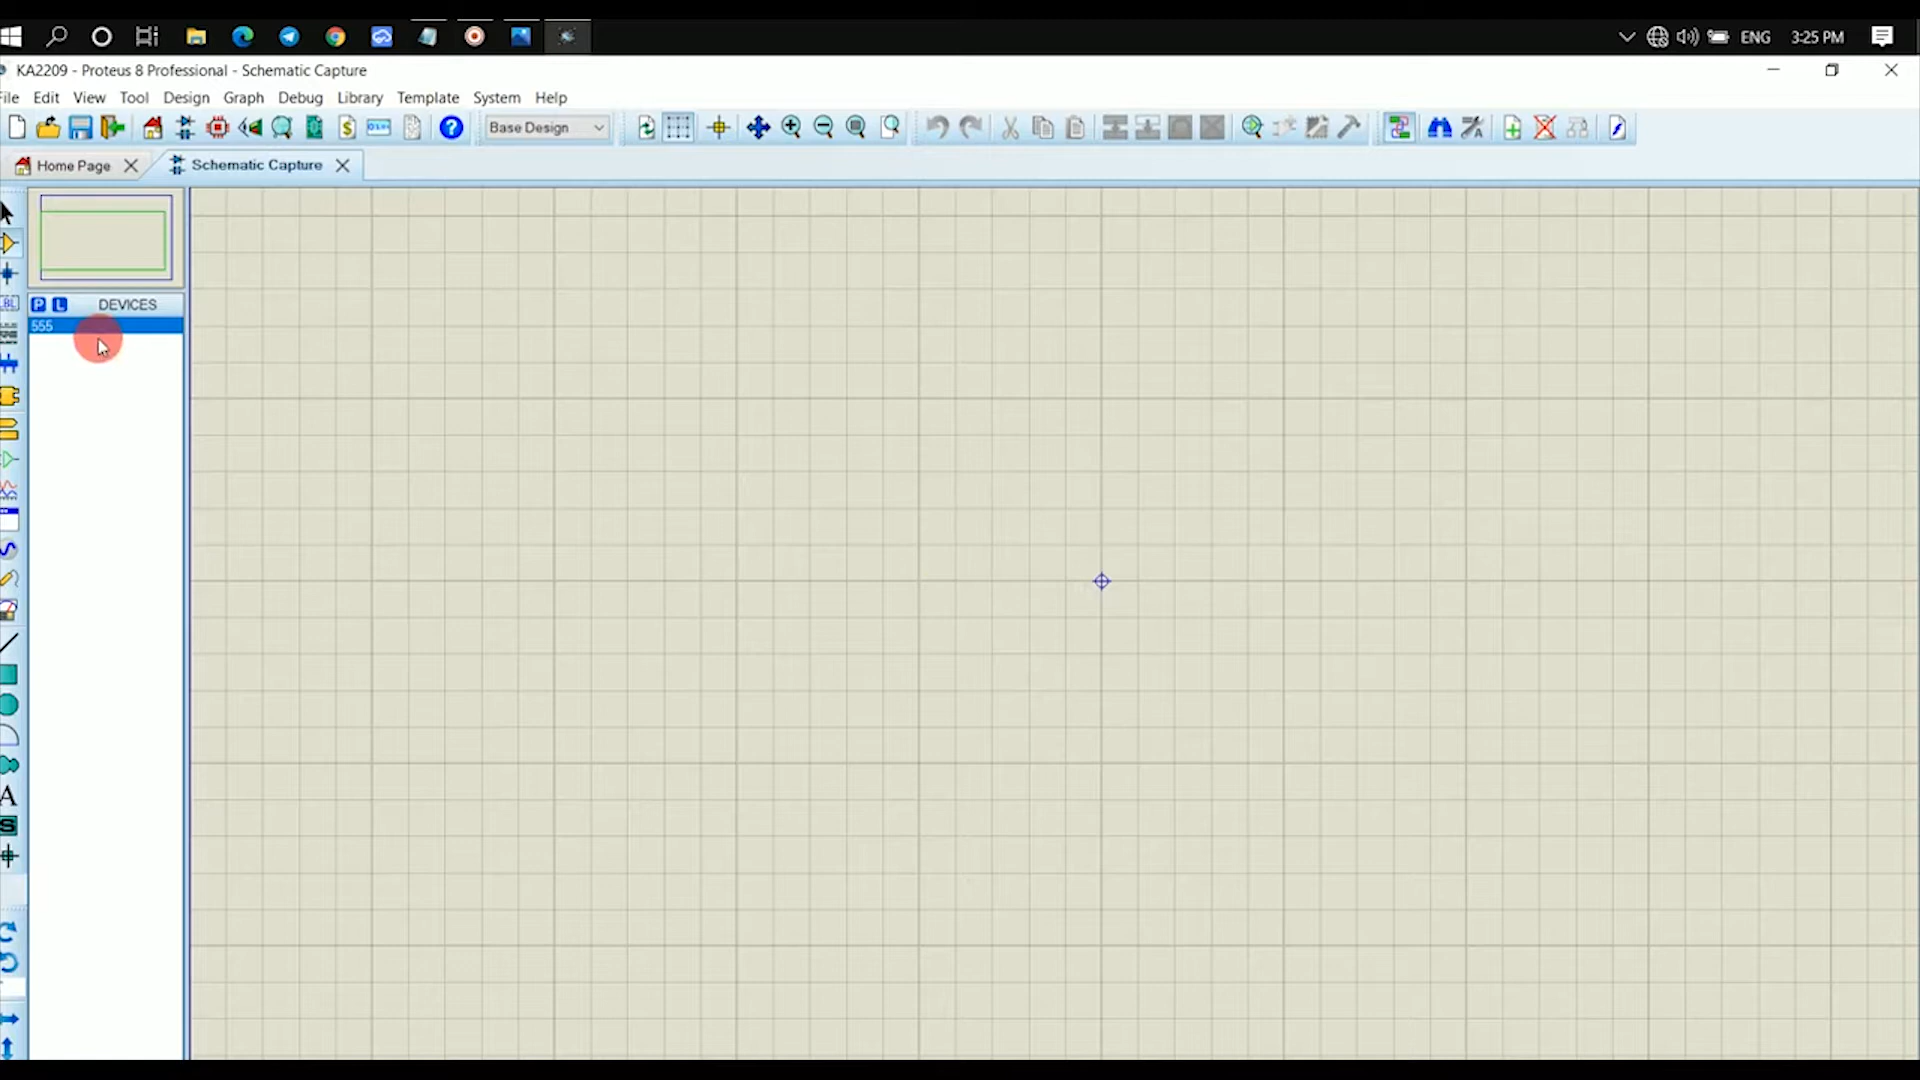 ENG 3:25 PM
KA2209 - Proteus 8 Professional - Schematic Capture
File Edit View Tool Design Graph Debug Library Template System Help
Base Design
Home Page Schematic Capture
P L DEVICES
555
LBL
A
S